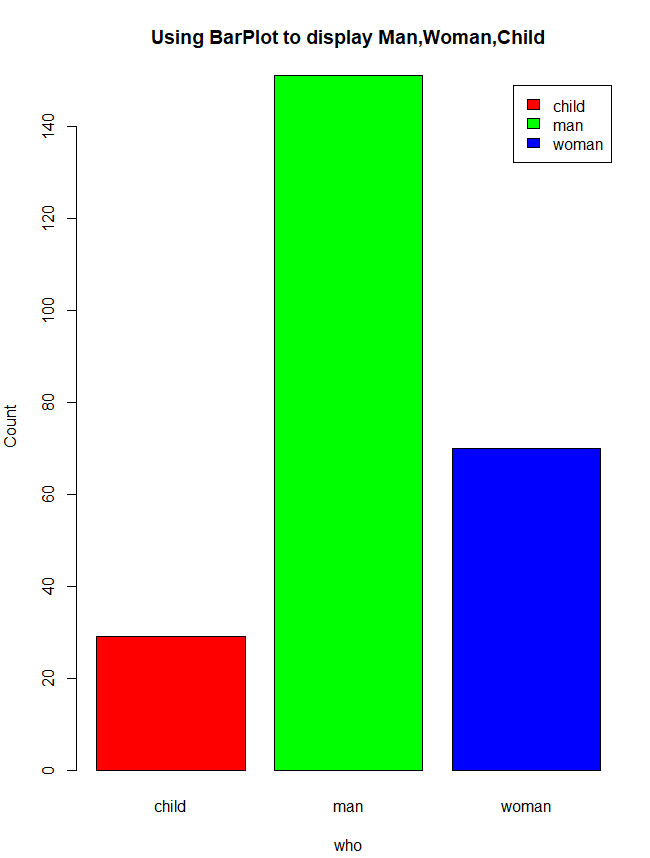 Using BarPlot to display Man,Woman,Child
child
man
woman
140
120
100
80
60
40
20
0
Count
child man woman
who